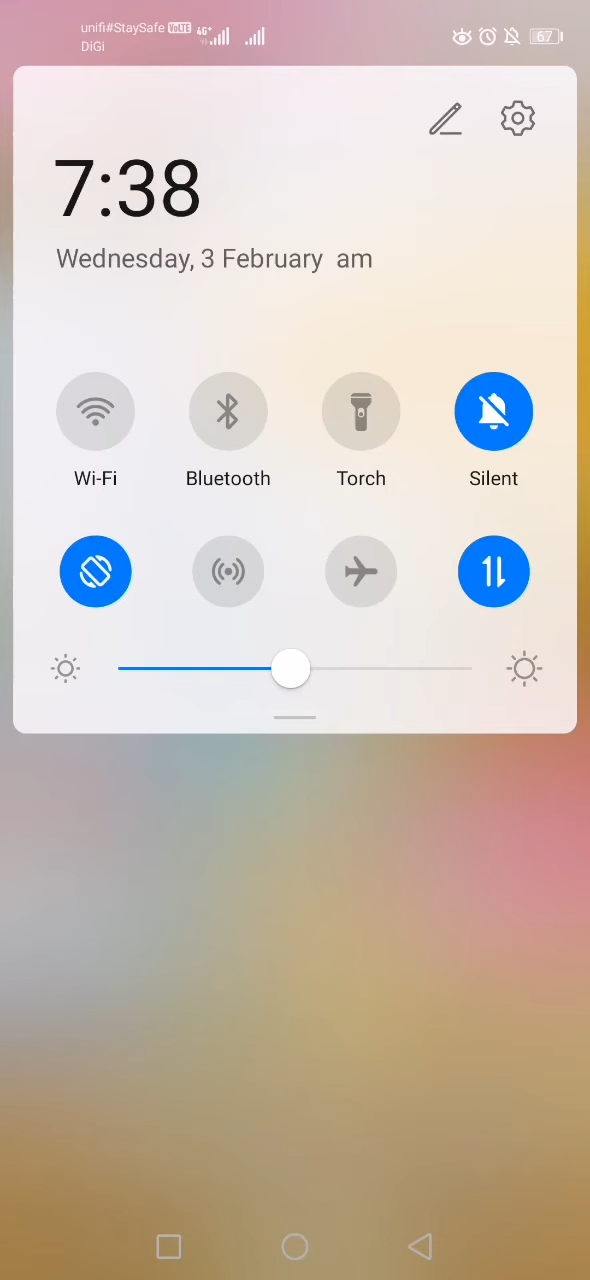 unifi#StaySafe VoLTE 4G+
DiGi
67
7:38
Wednesday, 3 February am
Wi-Fi Bluetooth Torch Silent